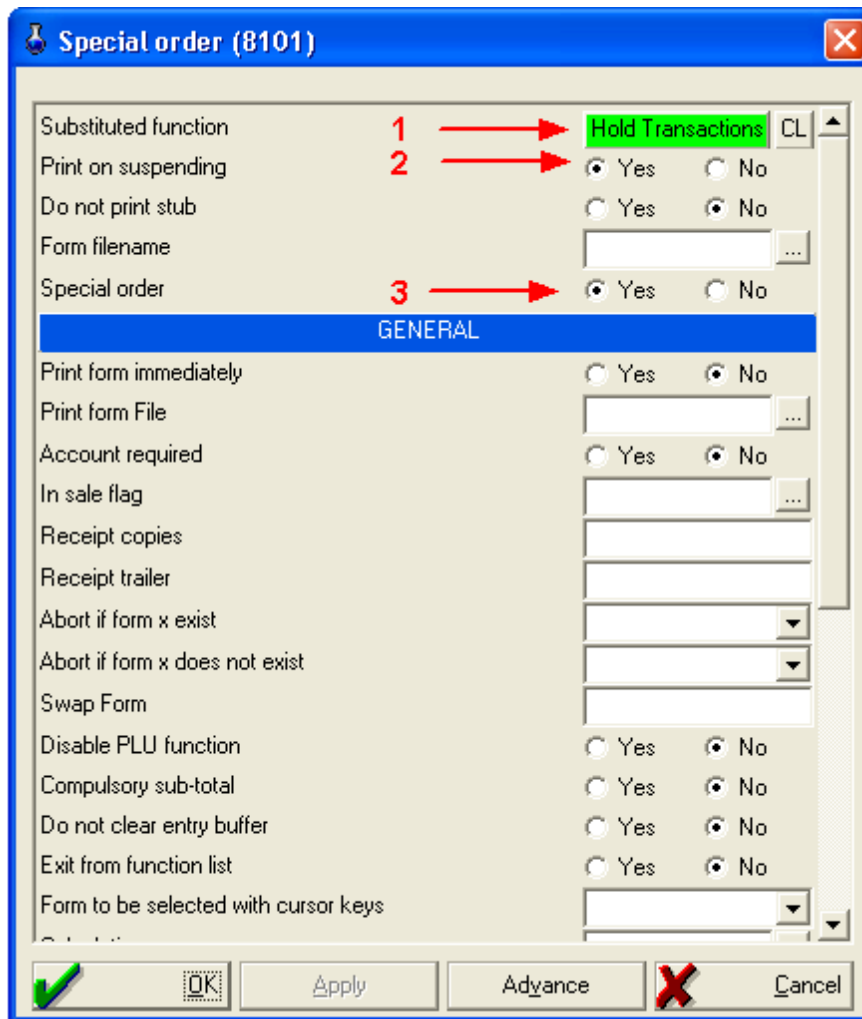 Special order (8101)
Substituted function 1 Hold Transactions CL
Print on suspending 2 Yes No
Do not print stub Yes No
Form filename ...
Special order 3 Yes No
GENERAL
Print form immediately Yes No
Print form File ...
Account required Yes No
In sale flag ...
Receipt copies
Receipt trailer
Abort if form x exist
Abort if form x does not exist
Swap Form
Disable PLU function Yes No
Compulsory sub-total Yes No
Do not clear entry buffer Yes No
Exit from function list Yes No
Form to be selected with cursor keys
OK Apply Advance Cancel